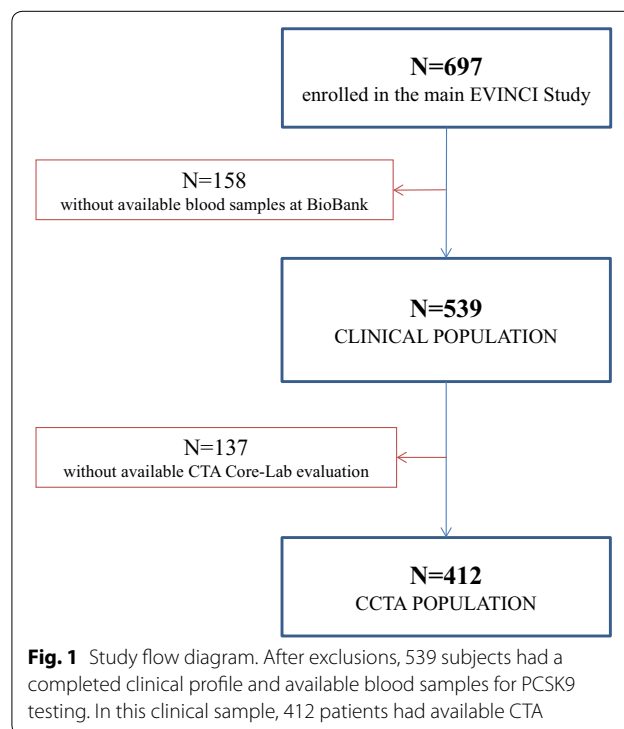 N=697
enrolled in the main EVINCI Study
N=158
without available blood samples at BioBank
N=539
CLINICAL POPULATION
N=137
without available CTA Core-Lab evaluation
N=412
CCTA POPULATION
Fig. 1 Study flow diagram. After exclusions, 539 subjects had a
completed clinical profile and available blood samples for PCSK9
testing. In this clinical sample, 412 patients had available CTA